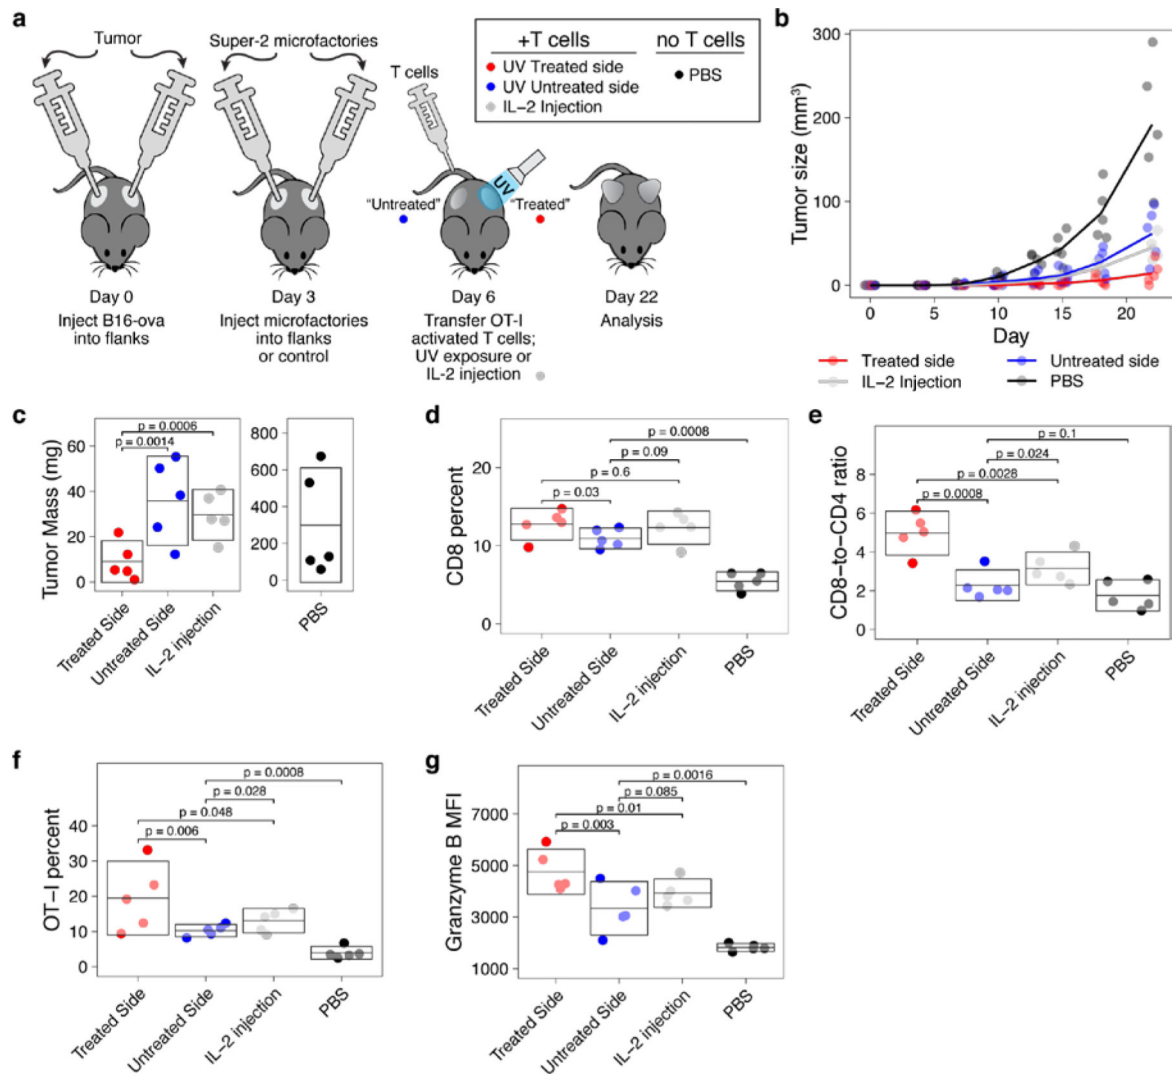 a
Tumor
Super-2 microfactories
T cells
+T cells
no T cells
UV Treated side
UV Untreated side
IL-2 Injection
PBS
UV
"Untreated"
"Treated"
Day 0
Inject B16-ova
into flanks
Day 3
Inject microfactories
into flanks
or control
Day 6
Transfer OT-I
activated T cells;
UV exposure or
IL-2 injection
Day 22
Analysis
b
Tumor size (mm³)
300
200
100
0
0 5 10 15 20
Day
Treated side
Untreated side
IL-2 Injection
PBS
c
Tumor Mass (mg)
p = 0.0006
p = 0.0014
60
40
20
0
Treated Side
Untreated Side
IL-2 injection
800
600
400
200
0
PBS
d
CD8 percent
p = 0.0008
p = 0.09
p = 0.6
p = 0.03
20
10
0
Treated Side
Untreated Side
IL-2 injection
PBS
e
CD8-to-CD4 ratio
p = 0.1
p = 0.024
p = 0.0028
p = 0.0008
8
6
4
2
0
Treated Side
Untreated Side
IL-2 injection
PBS
f
OT-I percent
p = 0.0008
p = 0.028
p = 0.048
p = 0.006
40
30
20
10
0
Treated Side
Untreated Side
IL-2 injection
PBS
g
Granzyme B MFI
p = 0.0016
p = 0.085
p = 0.01
p = 0.003
7000
5000
3000
1000
Treated Side
Untreated Side
IL-2 injection
PBS